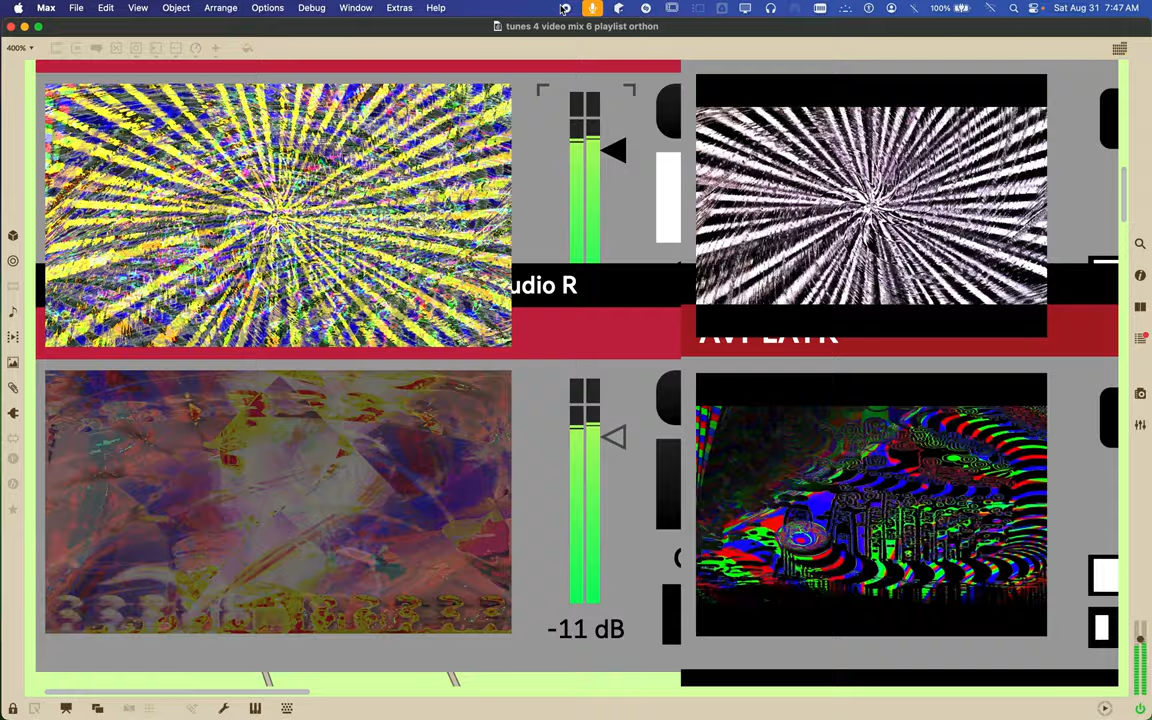 Max File Edit View Object Arrange Options Debug Window Extras Help 100% Sat Aug 31 7:47 AM
tunes 4 video mix 6 playlist orthon
400%
udio R
-11 dB